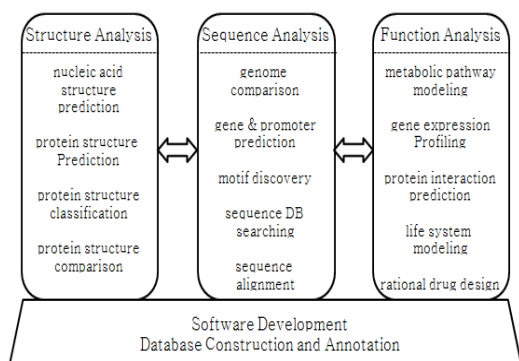 Structure Analysis
nucleic acid
structure
prediction
protein structure
Prediction
protein structure
classification
protein structure
comparison
Sequence Analysis
genome
comparison
gene & promoter
prediction
motif discovery
sequence DB
searching
sequence
alignment
Function Analysis
metabolic pathway
modeling
gene expression
Profiling
protein interaction
prediction
life system
modeling
rational drug design
Software Development
Database Construction and Annotation